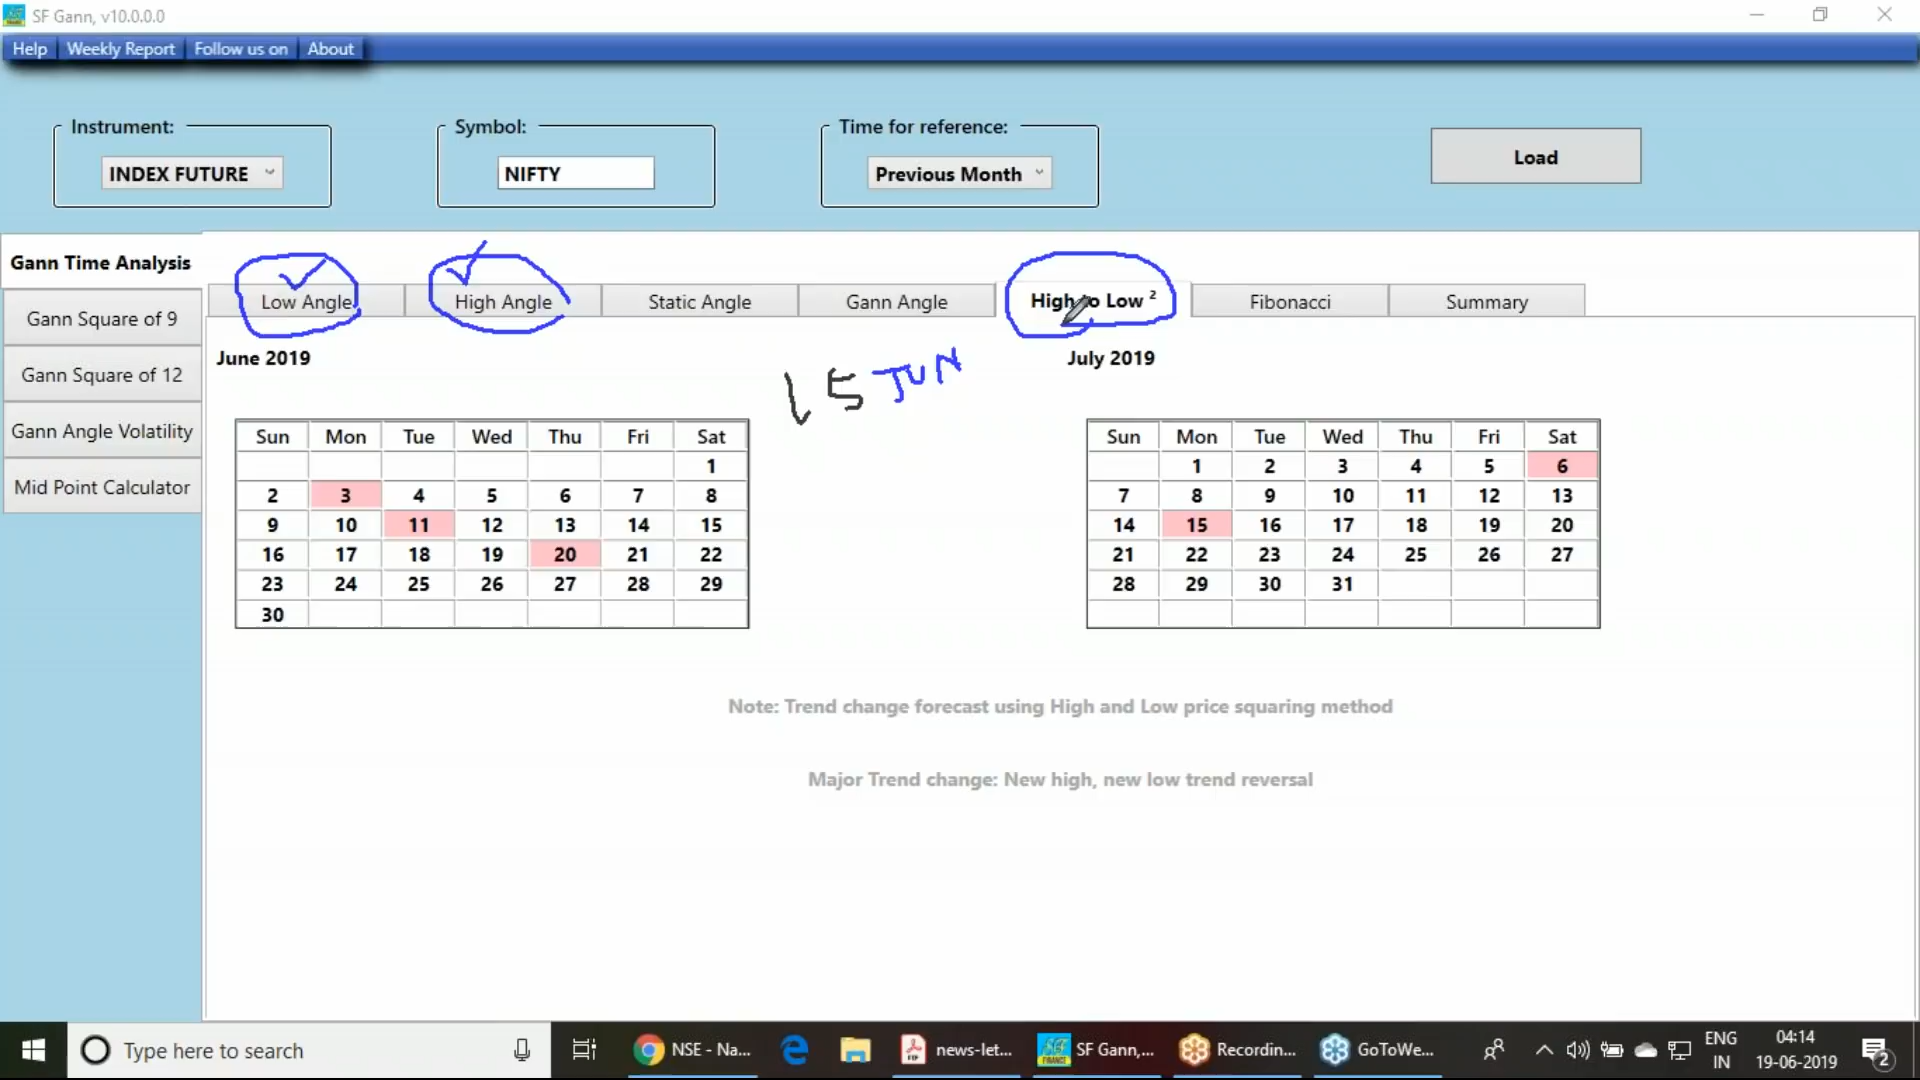 SF Gann, v10.0.0.0
Help Weekly Report Follow us on About
Instrument: Symbol: Time for reference:
INDEX FUTURE NIFTY Previous Month Load
Gann Time Analysis
Gann Square of 9
Gann Square of 12
Gann Angle Volatility
Mid Point Calculator
Low Angle High Angle Static Angle Gann Angle High to Low ² Fibonacci Summary
June 2019
15 JUN
Sun Mon Tue Wed Thu Fri Sat
1
2 3 4 5 6 7 8
9 10 11 12 13 14 15
16 17 18 19 20 21 22
23 24 25 26 27 28 29
30
July 2019
Sun Mon Tue Wed Thu Fri Sat
1 2 3 4 5 6
7 8 9 10 11 12 13
14 15 16 17 18 19 20
21 22 23 24 25 26 27
28 29 30 31
Note: Trend change forecast using High and Low price squaring method
Major Trend change: New high, new low trend reversal
Type here to search
NSE - Na...
news-let...
SF Gann,...
Recordin...
GoToWe...
ENG
IN
04:14
19-06-2019
2